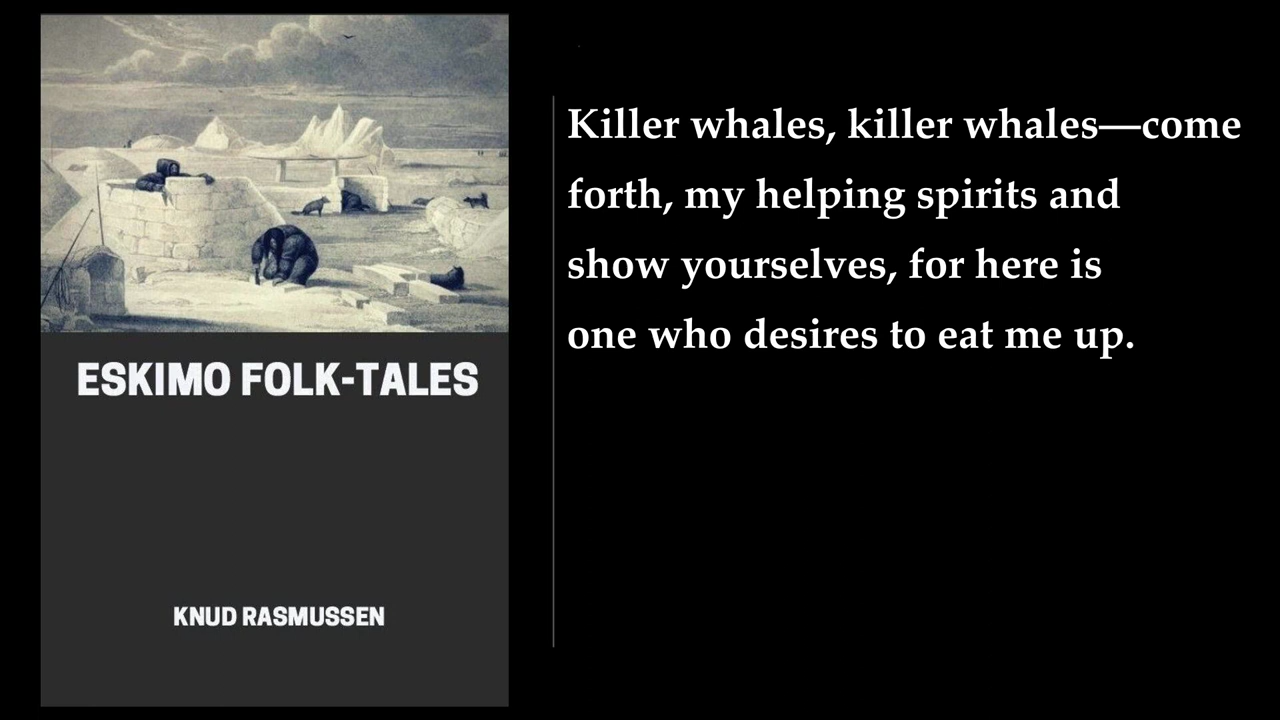 ESKIMO FOLK-TALES
KNUD RASMUSSEN
Killer whales, killer whales—come
forth, my helping spirits and
show yourselves, for here is
one who desires to eat me up.